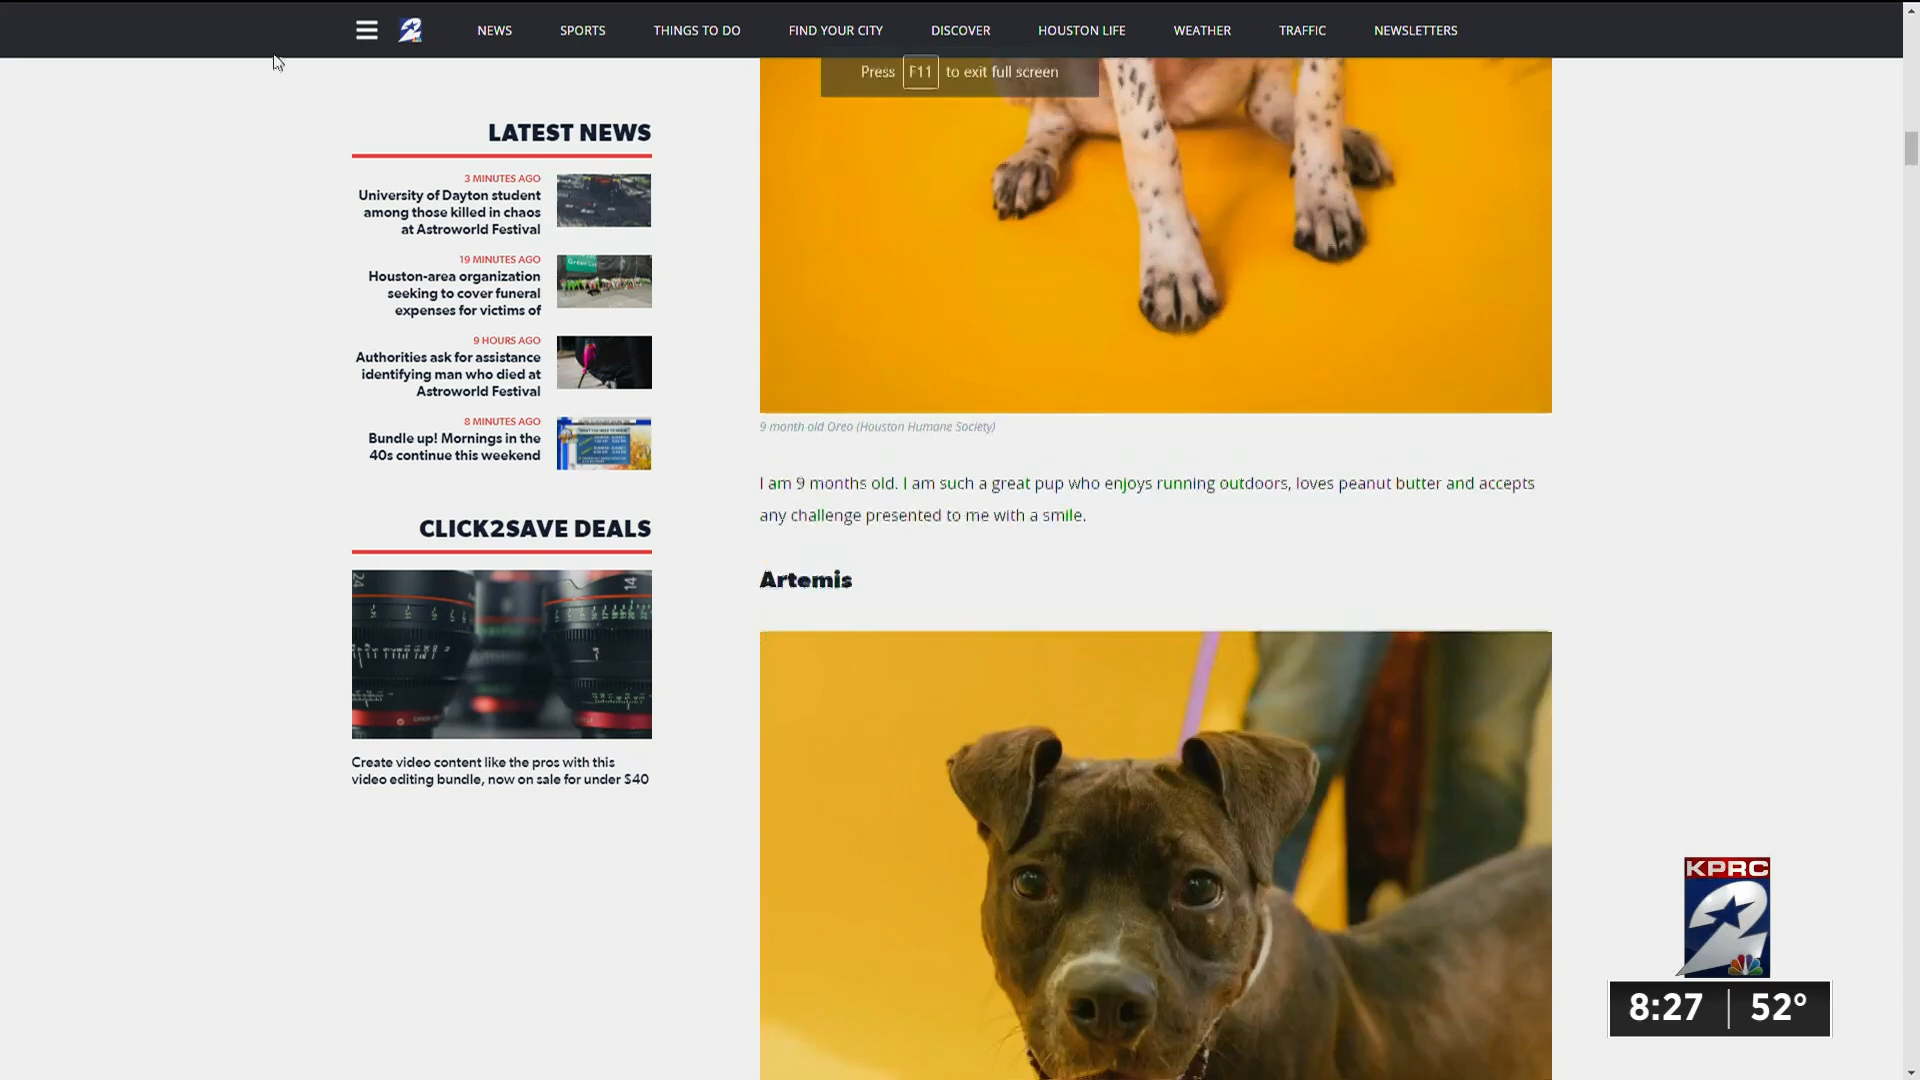 NEWS
SPORTS
THINGS TO DO
FIND YOUR CITY
DISCOVER
HOUSTON LIFE
WEATHER
TRAFFIC
NEWSLETTERS
Press F11 to exit full screen
LATEST NEWS
3 MINUTES AGO
University of Dayton student
among those killed in chaos
at Astroworld Festival
19 MINUTES AGO
Houston-area organization
seeking to cover funeral
expenses for victims of
9 HOURS AGO
Authorities ask for assistance
identifying man who died at
Astroworld Festival
8 MINUTES AGO
Bundle up! Mornings in the
40s continue this weekend
CLICK2SAVE DEALS
24
14
Create video content like the pros with this
video editing bundle, now on sale for under $40
9 month old Oreo (Houston Humane Society)
I am 9 months old. I am such a great pup who enjoys running outdoors, loves peanut butter and accepts
any challenge presented to me with a smile.
Artemis
KPRC
2
8:27
52°